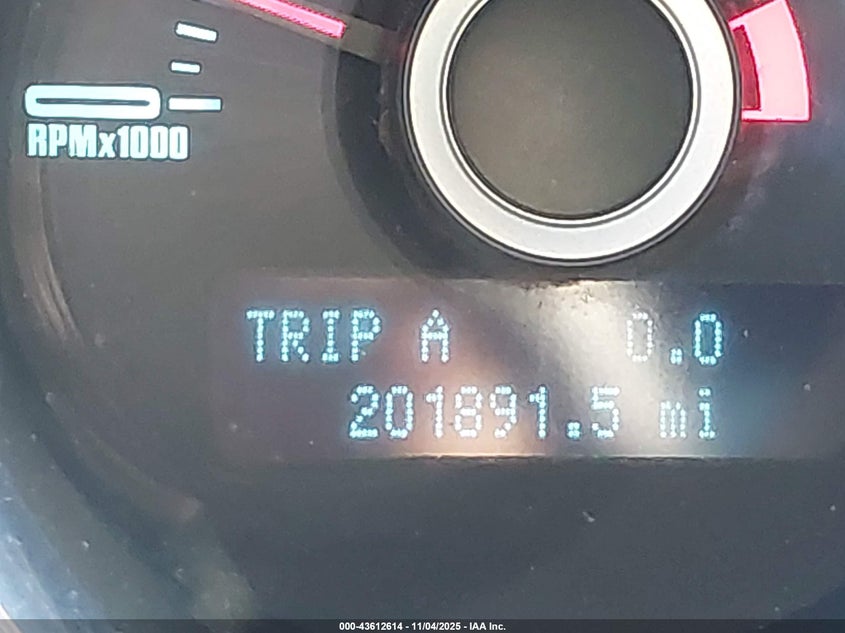 RPMx1000
TRIP A 0.0
201891.5 mi
000-43612614 - 11/04/2025 - IAA Inc.